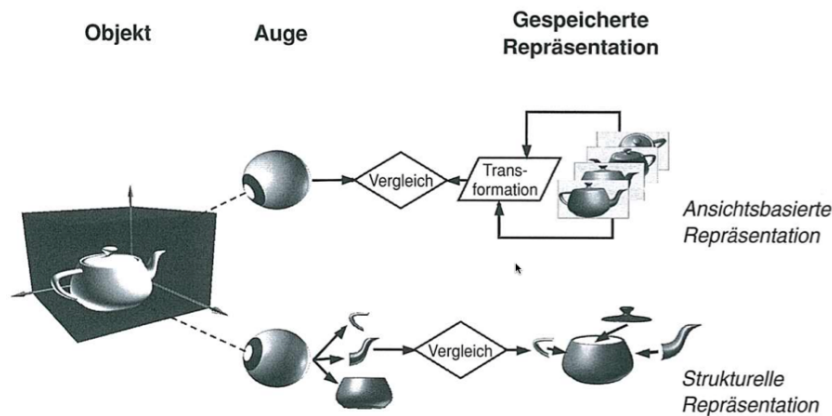 Objekt
Auge
Gespeicherte
Repräsentation
Vergleich
Trans-
formation
Ansichtsbasierte
Repräsentation
Vergleich
Strukturelle
Repräsentation